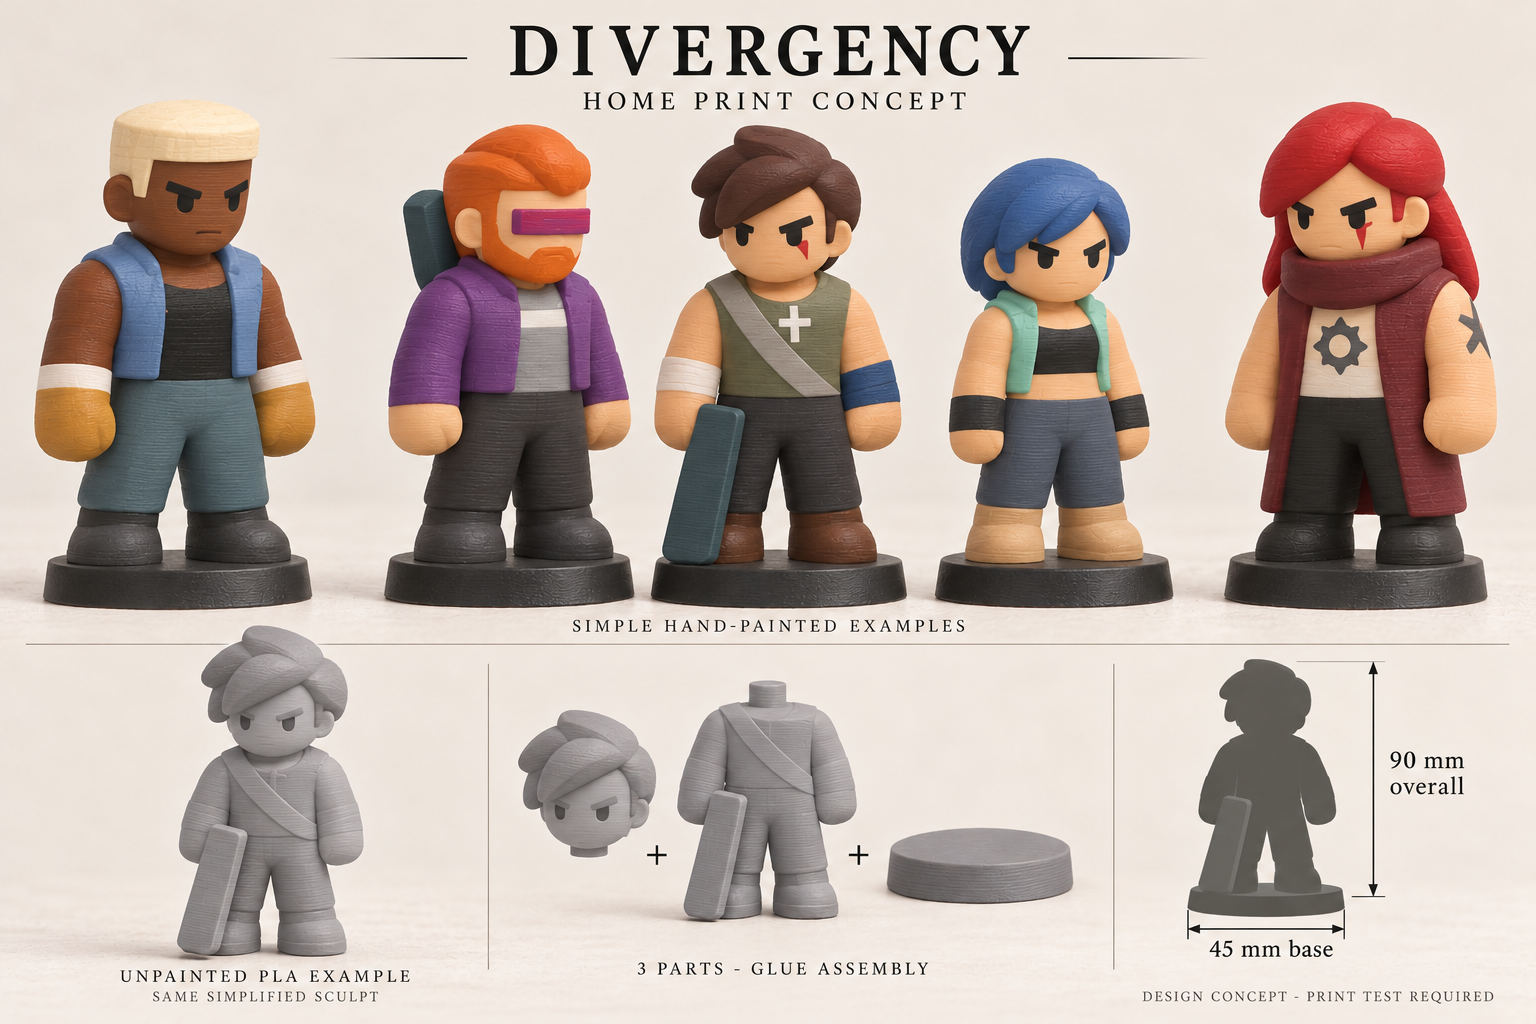 DIVERGENCY
HOME PRINT CONCEPT
SIMPLE HAND-PAINTED EXAMPLES
UNPAINTED PLA EXAMPLE
SAME SIMPLIFIED SCULPT
+
+
3 PARTS - GLUE ASSEMBLY
90 mm
overall
45 mm base
DESIGN CONCEPT - PRINT TEST REQUIRED